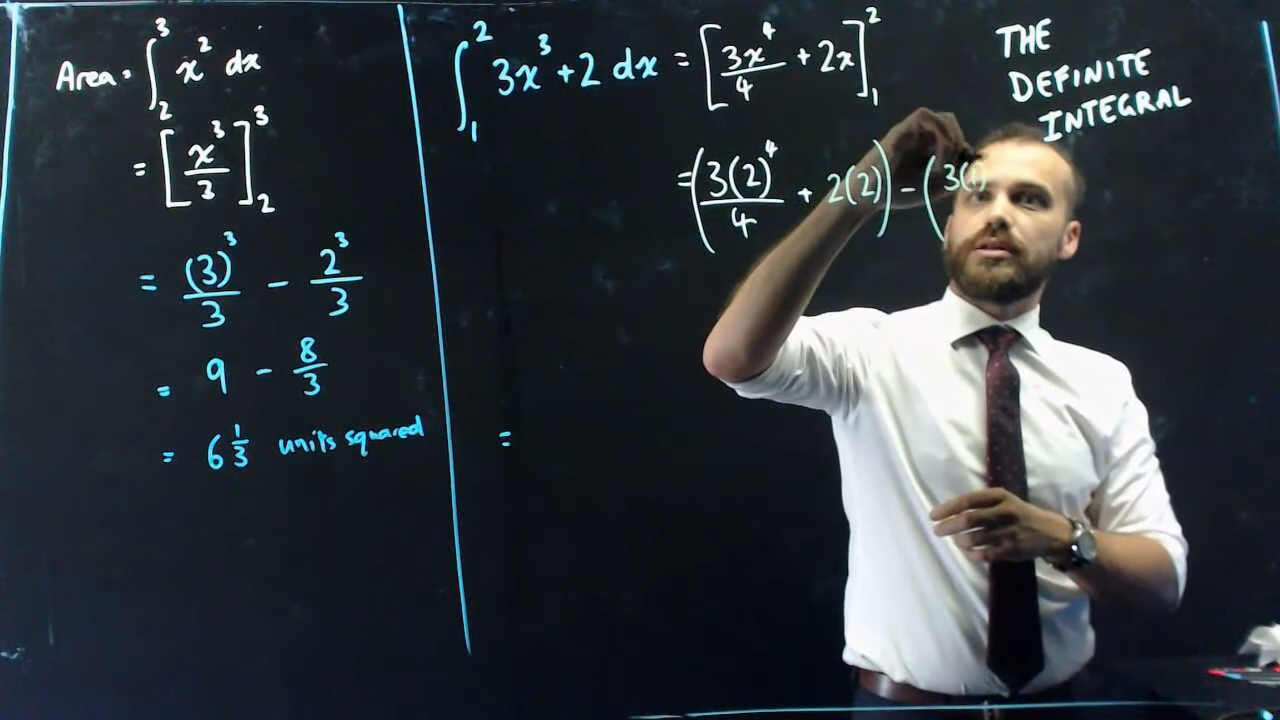 Area = ∫₂³ x² dx
= [x³/3]₂³
= (3)³/3 - 2³/3
= 9 - 8/3
= 6 1/3 units squared
∫₁² 3x³ + 2 dx = [3x⁴/4 + 2x]₁²
= (3(2)⁴/4 + 2(2)) - (3(1)
=
THE
DEFINITE
INTEGRAL